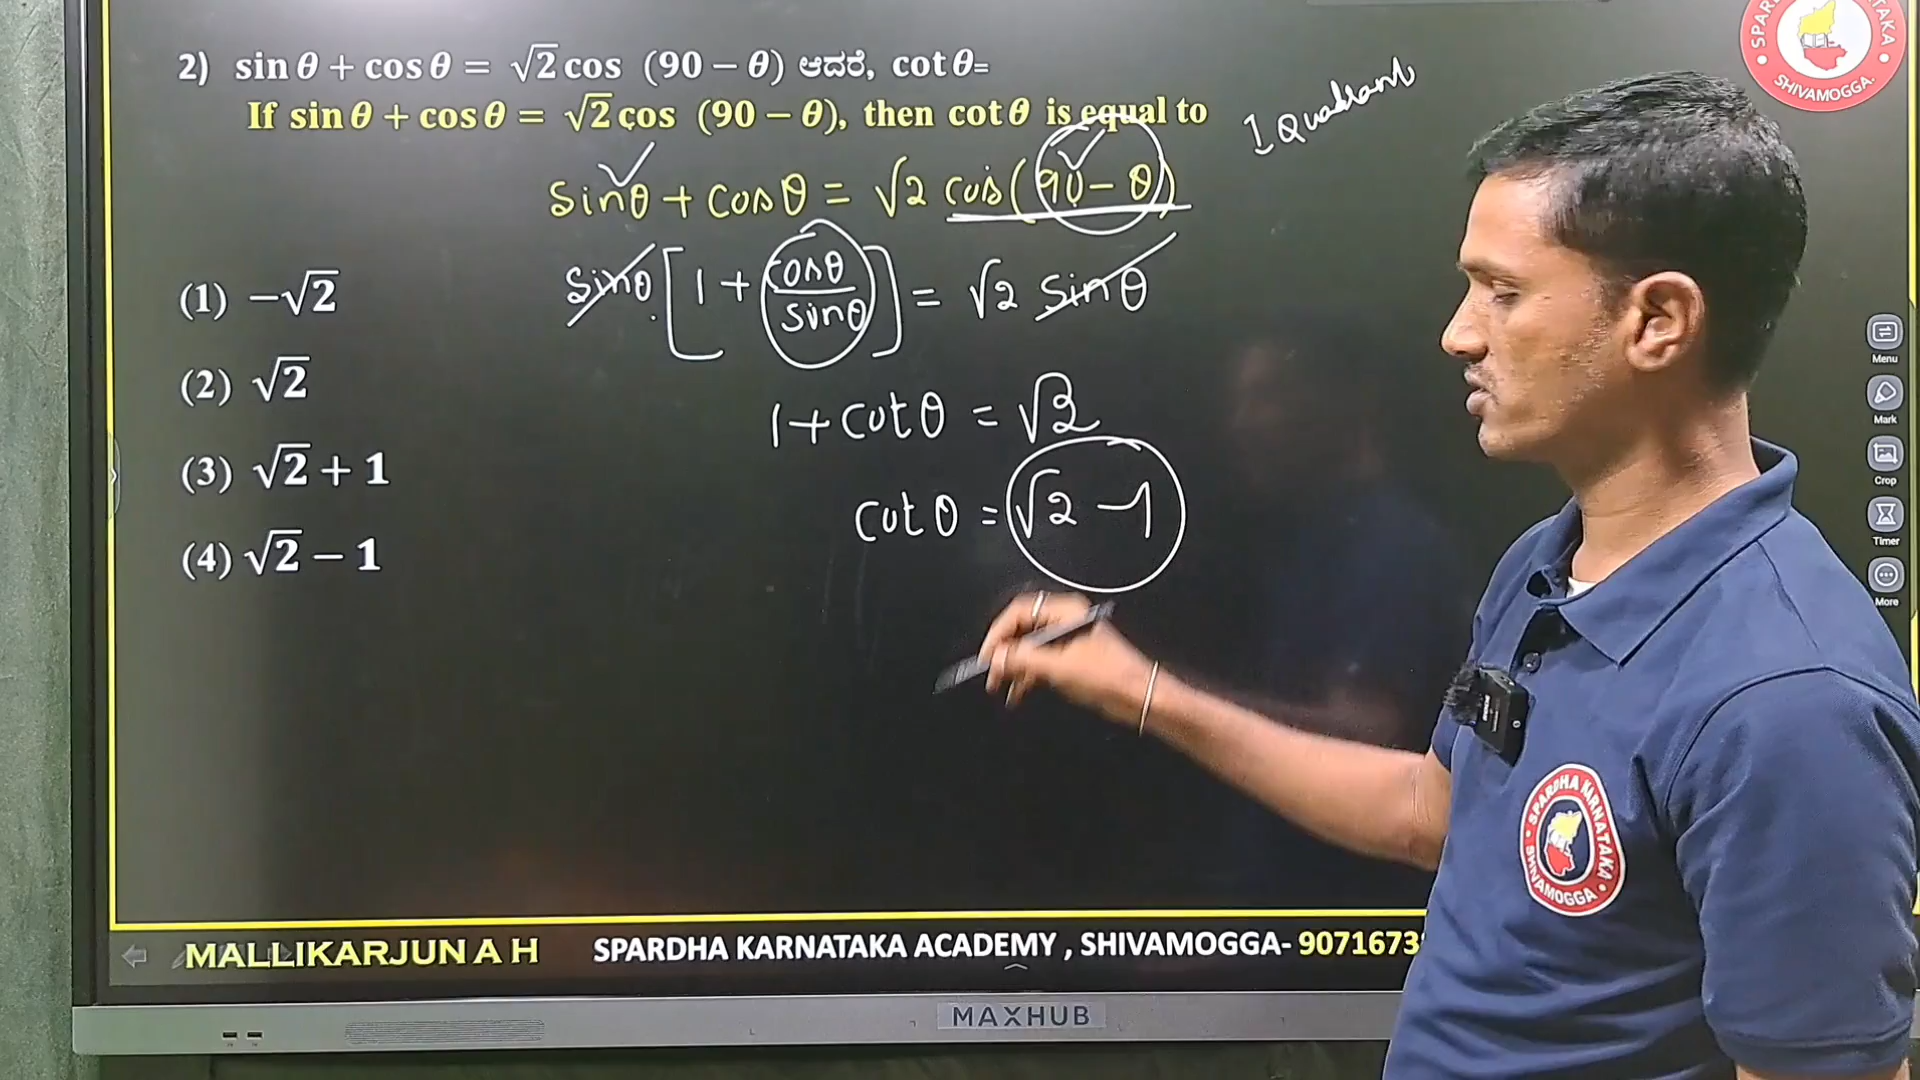 2) sin θ + cos θ = √2 cos (90 − θ) ಆದರೆ, cot θ=
If sin θ + cos θ = √2 cos (90 − θ), then cot θ is equal to
I Quadrant
sinθ + cosθ = √2 cos(90 − θ)
sinθ [1 + cosθ/sinθ] = √2 sinθ
1 + cotθ = √2
cotθ = √2 − 1
(1) −√2
(2) √2
(3) √2 + 1
(4) √2 − 1
SHIVAMOGGA.
Menu
Mark
Crop
Timer
More
SPARDHA KARNATAKA
SHIVAMOGGA
MALLIKARJUN A H SPARDHA KARNATAKA ACADEMY , SHIVAMOGGA- 9071673
MAXHUB